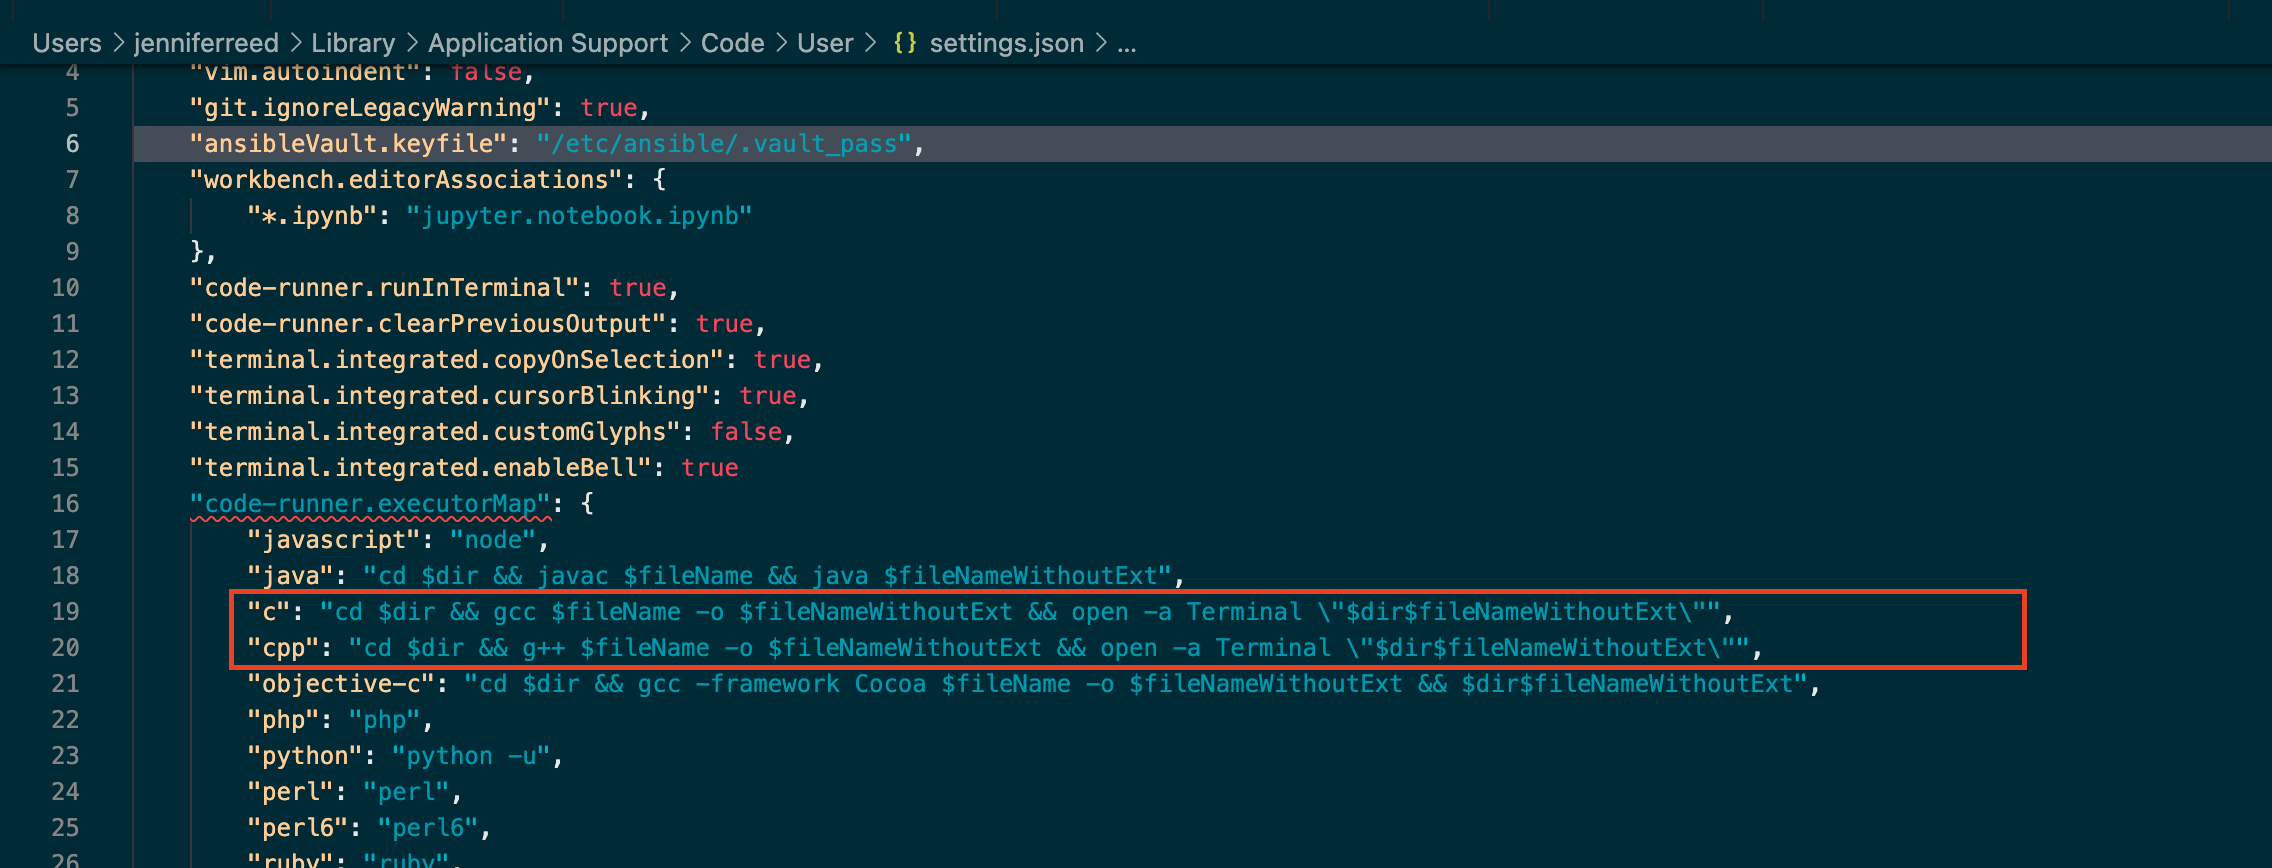 Users > jenniferreed > Library > Application Support > Code > User > {} settings.json > ...
4 "vim.autoindent": false,
5 "git.ignoreLegacyWarning": true,
6 "ansibleVault.keyfile": "/etc/ansible/.vault_pass",
7 "workbench.editorAssociations": {
8 "*.ipynb": "jupyter.notebook.ipynb"
9 },
10 "code-runner.runInTerminal": true,
11 "code-runner.clearPreviousOutput": true,
12 "terminal.integrated.copyOnSelection": true,
13 "terminal.integrated.cursorBlinking": true,
14 "terminal.integrated.customGlyphs": false,
15 "terminal.integrated.enableBell": true
16 "code-runner.executorMap": {
17 "javascript": "node",
18 "java": "cd $dir && javac $fileName && java $fileNameWithoutExt",
19 "c": "cd $dir && gcc $fileName -o $fileNameWithoutExt && open -a Terminal \"$dir$fileNameWithoutExt\"",
20 "cpp": "cd $dir && g++ $fileName -o $fileNameWithoutExt && open -a Terminal \"$dir$fileNameWithoutExt\"",
21 "objective-c": "cd $dir && gcc -framework Cocoa $fileName -o $fileNameWithoutExt && $dir$fileNameWithoutExt",
22 "php": "php",
23 "python": "python -u",
24 "perl": "perl",
25 "perl6": "perl6",
26 "ruby": "ruby",